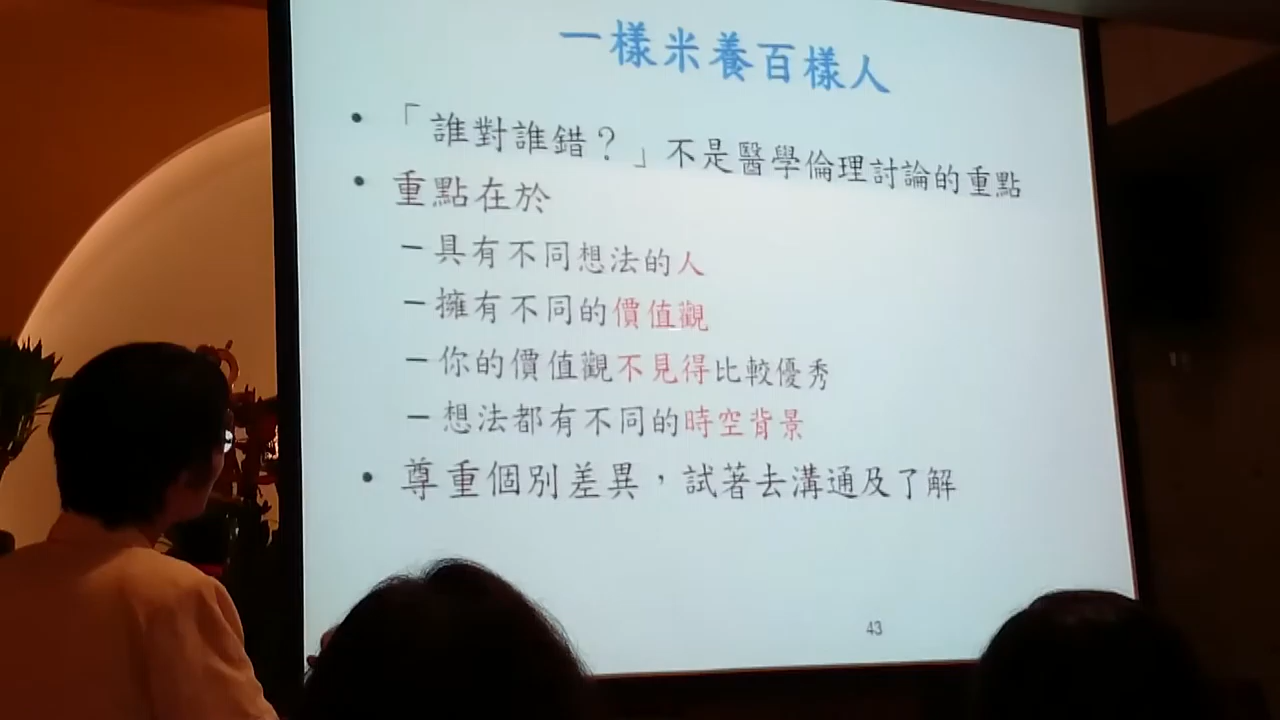 一樣米養百樣人
• 「誰對誰錯？」不是醫學倫理討論的重點
• 重點在於
– 具有不同想法的人
– 擁有不同的價值觀
– 你的價值觀不見得比較優秀
– 想法都有不同的時空背景
• 尊重個別差異，試著去溝通及了解
43